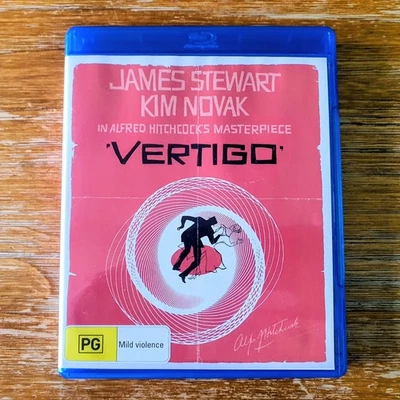 JAMES STEWART
KIM NOVAK
IN ALFRED HITCHCOCK'S MASTERPIECE
'VERTIGO'
PG
Mild violence